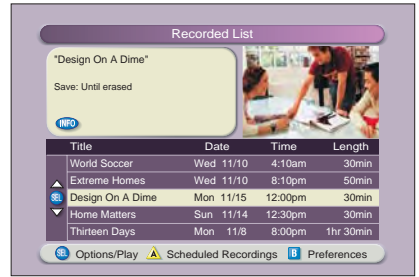 Recorded List
"Design On A Dime"
Save: Until erased
INFO
Title Date Time Length
World Soccer Wed 11/10 4:10am 30min
Extreme Homes Wed 11/10 8:10pm 50min
SEL Design On A Dime Mon 11/15 12:00pm 30min
Home Matters Sun 11/14 12:30pm 30min
Thirteen Days Mon 11/8 8:00pm 1hr 30min
SEL Options/Play A Scheduled Recordings B Preferences